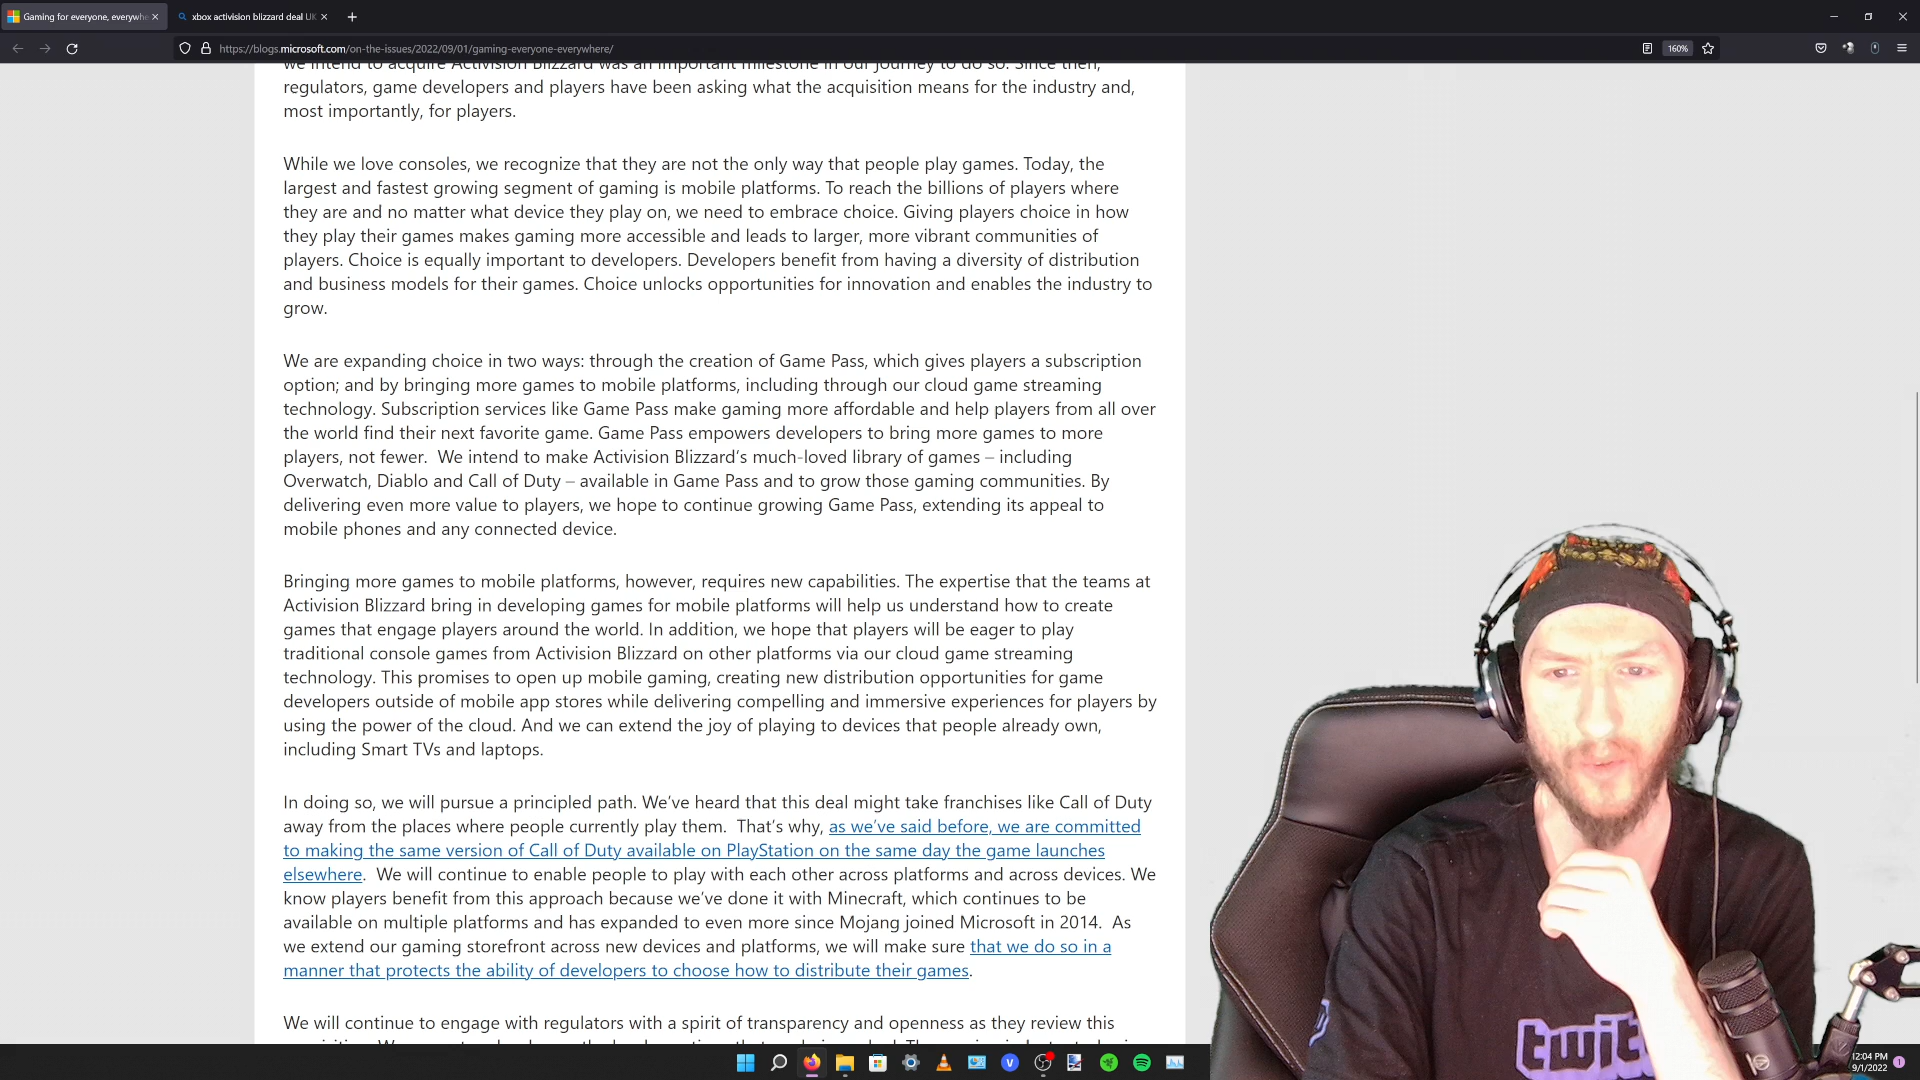 Gaming for everyone, everywhe
xbox activision blizzard deal UK
https://blogs.microsoft.com/on-the-issues/2022/09/01/gaming-everyone-everywhere/
160%
we intend to acquire Activision Blizzard was an important milestone in our journey to do so. Since then,
regulators, game developers and players have been asking what the acquisition means for the industry and,
most importantly, for players.
While we love consoles, we recognize that they are not the only way that people play games. Today, the
largest and fastest growing segment of gaming is mobile platforms. To reach the billions of players where
they are and no matter what device they play on, we need to embrace choice. Giving players choice in how
they play their games makes gaming more accessible and leads to larger, more vibrant communities of
players. Choice is equally important to developers. Developers benefit from having a diversity of distribution
and business models for their games. Choice unlocks opportunities for innovation and enables the industry to
grow.
We are expanding choice in two ways: through the creation of Game Pass, which gives players a subscription
option; and by bringing more games to mobile platforms, including through our cloud game streaming
technology. Subscription services like Game Pass make gaming more affordable and help players from all over
the world find their next favorite game. Game Pass empowers developers to bring more games to more
players, not fewer.  We intend to make Activision Blizzard’s much-loved library of games – including
Overwatch, Diablo and Call of Duty – available in Game Pass and to grow those gaming communities. By
delivering even more value to players, we hope to continue growing Game Pass, extending its appeal to
mobile phones and any connected device.
Bringing more games to mobile platforms, however, requires new capabilities. The expertise that the teams at
Activision Blizzard bring in developing games for mobile platforms will help us understand how to create
games that engage players around the world. In addition, we hope that players will be eager to play
traditional console games from Activision Blizzard on other platforms via our cloud game streaming
technology. This promises to open up mobile gaming, creating new distribution opportunities for game
developers outside of mobile app stores while delivering compelling and immersive experiences for players by
using the power of the cloud. And we can extend the joy of playing to devices that people already own,
including Smart TVs and laptops.
In doing so, we will pursue a principled path. We’ve heard that this deal might take franchises like Call of Duty
away from the places where people currently play them.  That’s why, as we’ve said before, we are committed
to making the same version of Call of Duty available on PlayStation on the same day the game launches
elsewhere.  We will continue to enable people to play with each other across platforms and across devices. We
know players benefit from this approach because we’ve done it with Minecraft, which continues to be
available on multiple platforms and has expanded to even more since Mojang joined Microsoft in 2014.  As
we extend our gaming storefront across new devices and platforms, we will make sure that we do so in a
manner that protects the ability of developers to choose how to distribute their games.
We will continue to engage with regulators with a spirit of transparency and openness as they review this
twit
12:04 PM
9/1/2022
1